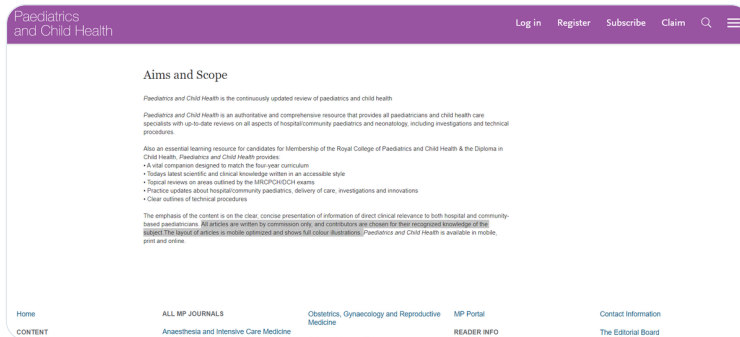 Paediatrics
and Child Health
Log in Register Subscribe Claim
Aims and Scope
Paediatrics and Child Health is the continuously updated review of paediatrics and child health
Paediatrics and Child Health is an authoritative and comprehensive resource that provides all paediatricians and child health care
specialists with up-to-date reviews on all aspects of hospital/community paediatrics and neonatology, including investigations and technical
procedures.
Also an essential learning resource for candidates for Membership of the Royal College of Paediatrics and Child Health & the Diploma in
Child Health, Paediatrics and Child Health provides:
• A vital companion designed to match the four-year curriculum
• Todays latest scientific and clinical knowledge written in an accessible style
• Topical reviews on areas outlined by the MRCPCH/DCH exams
• Practice updates about hospital/community paediatrics, delivery of care, investigations and innovations
• Clear outlines of technical procedures
The emphasis of the content is on the clear, concise presentation of information of direct clinical relevance to both hospital and community-
based paediatricians. All articles are written by commission only, and contributors are chosen for their recognized knowledge of the
subject.The layout of articles is mobile optimized and shows full colour illustrations. Paediatrics and Child Health is available in mobile,
print and online.
Home
CONTENT
ALL MP JOURNALS
Anaesthesia and Intensive Care Medicine
Obstetrics, Gynaecology and Reproductive
Medicine
MP Portal
READER INFO
Contact Information
The Editorial Board